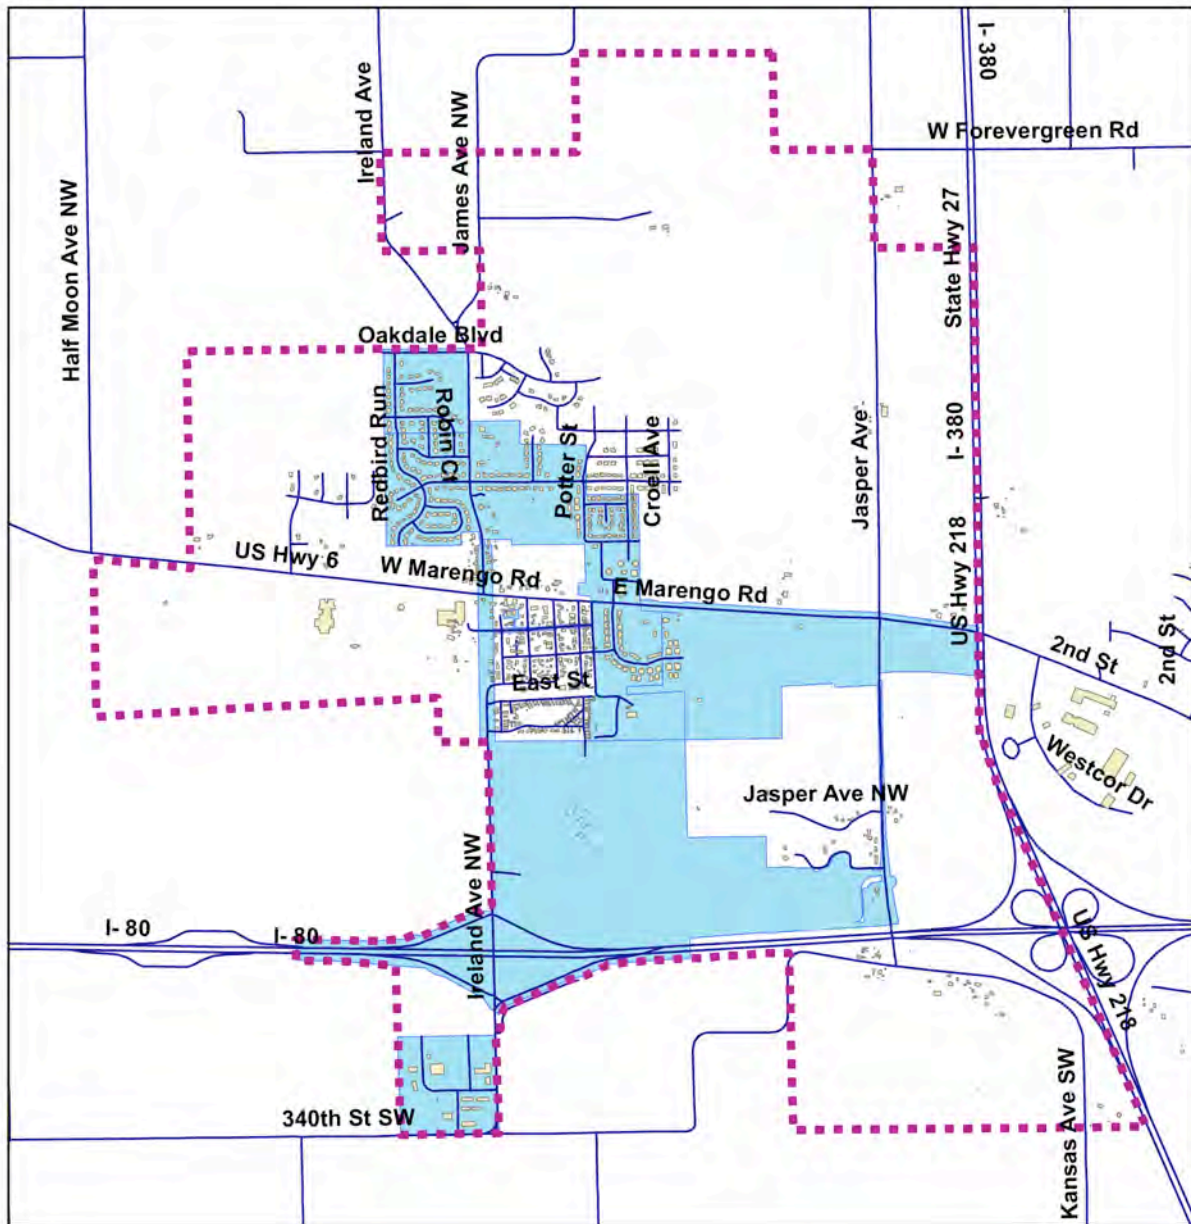 I- 380
Ireland Ave
James Ave NW
W Forevergreen Rd
Half Moon Ave NW
State Hwy 27
Oakdale Blvd
Redbird Run
Robin Ct
Potter St
Croell Ave
Jasper Ave
I- 380
US Hwy 218
US Hwy 6
W Marengo Rd
E Marengo Rd
2nd St
2nd St
East St
Westcor Dr
Jasper Ave NW
Ireland Ave NW
I- 80
I- 80
US Hwy 218
340th St SW
Kansas Ave SW